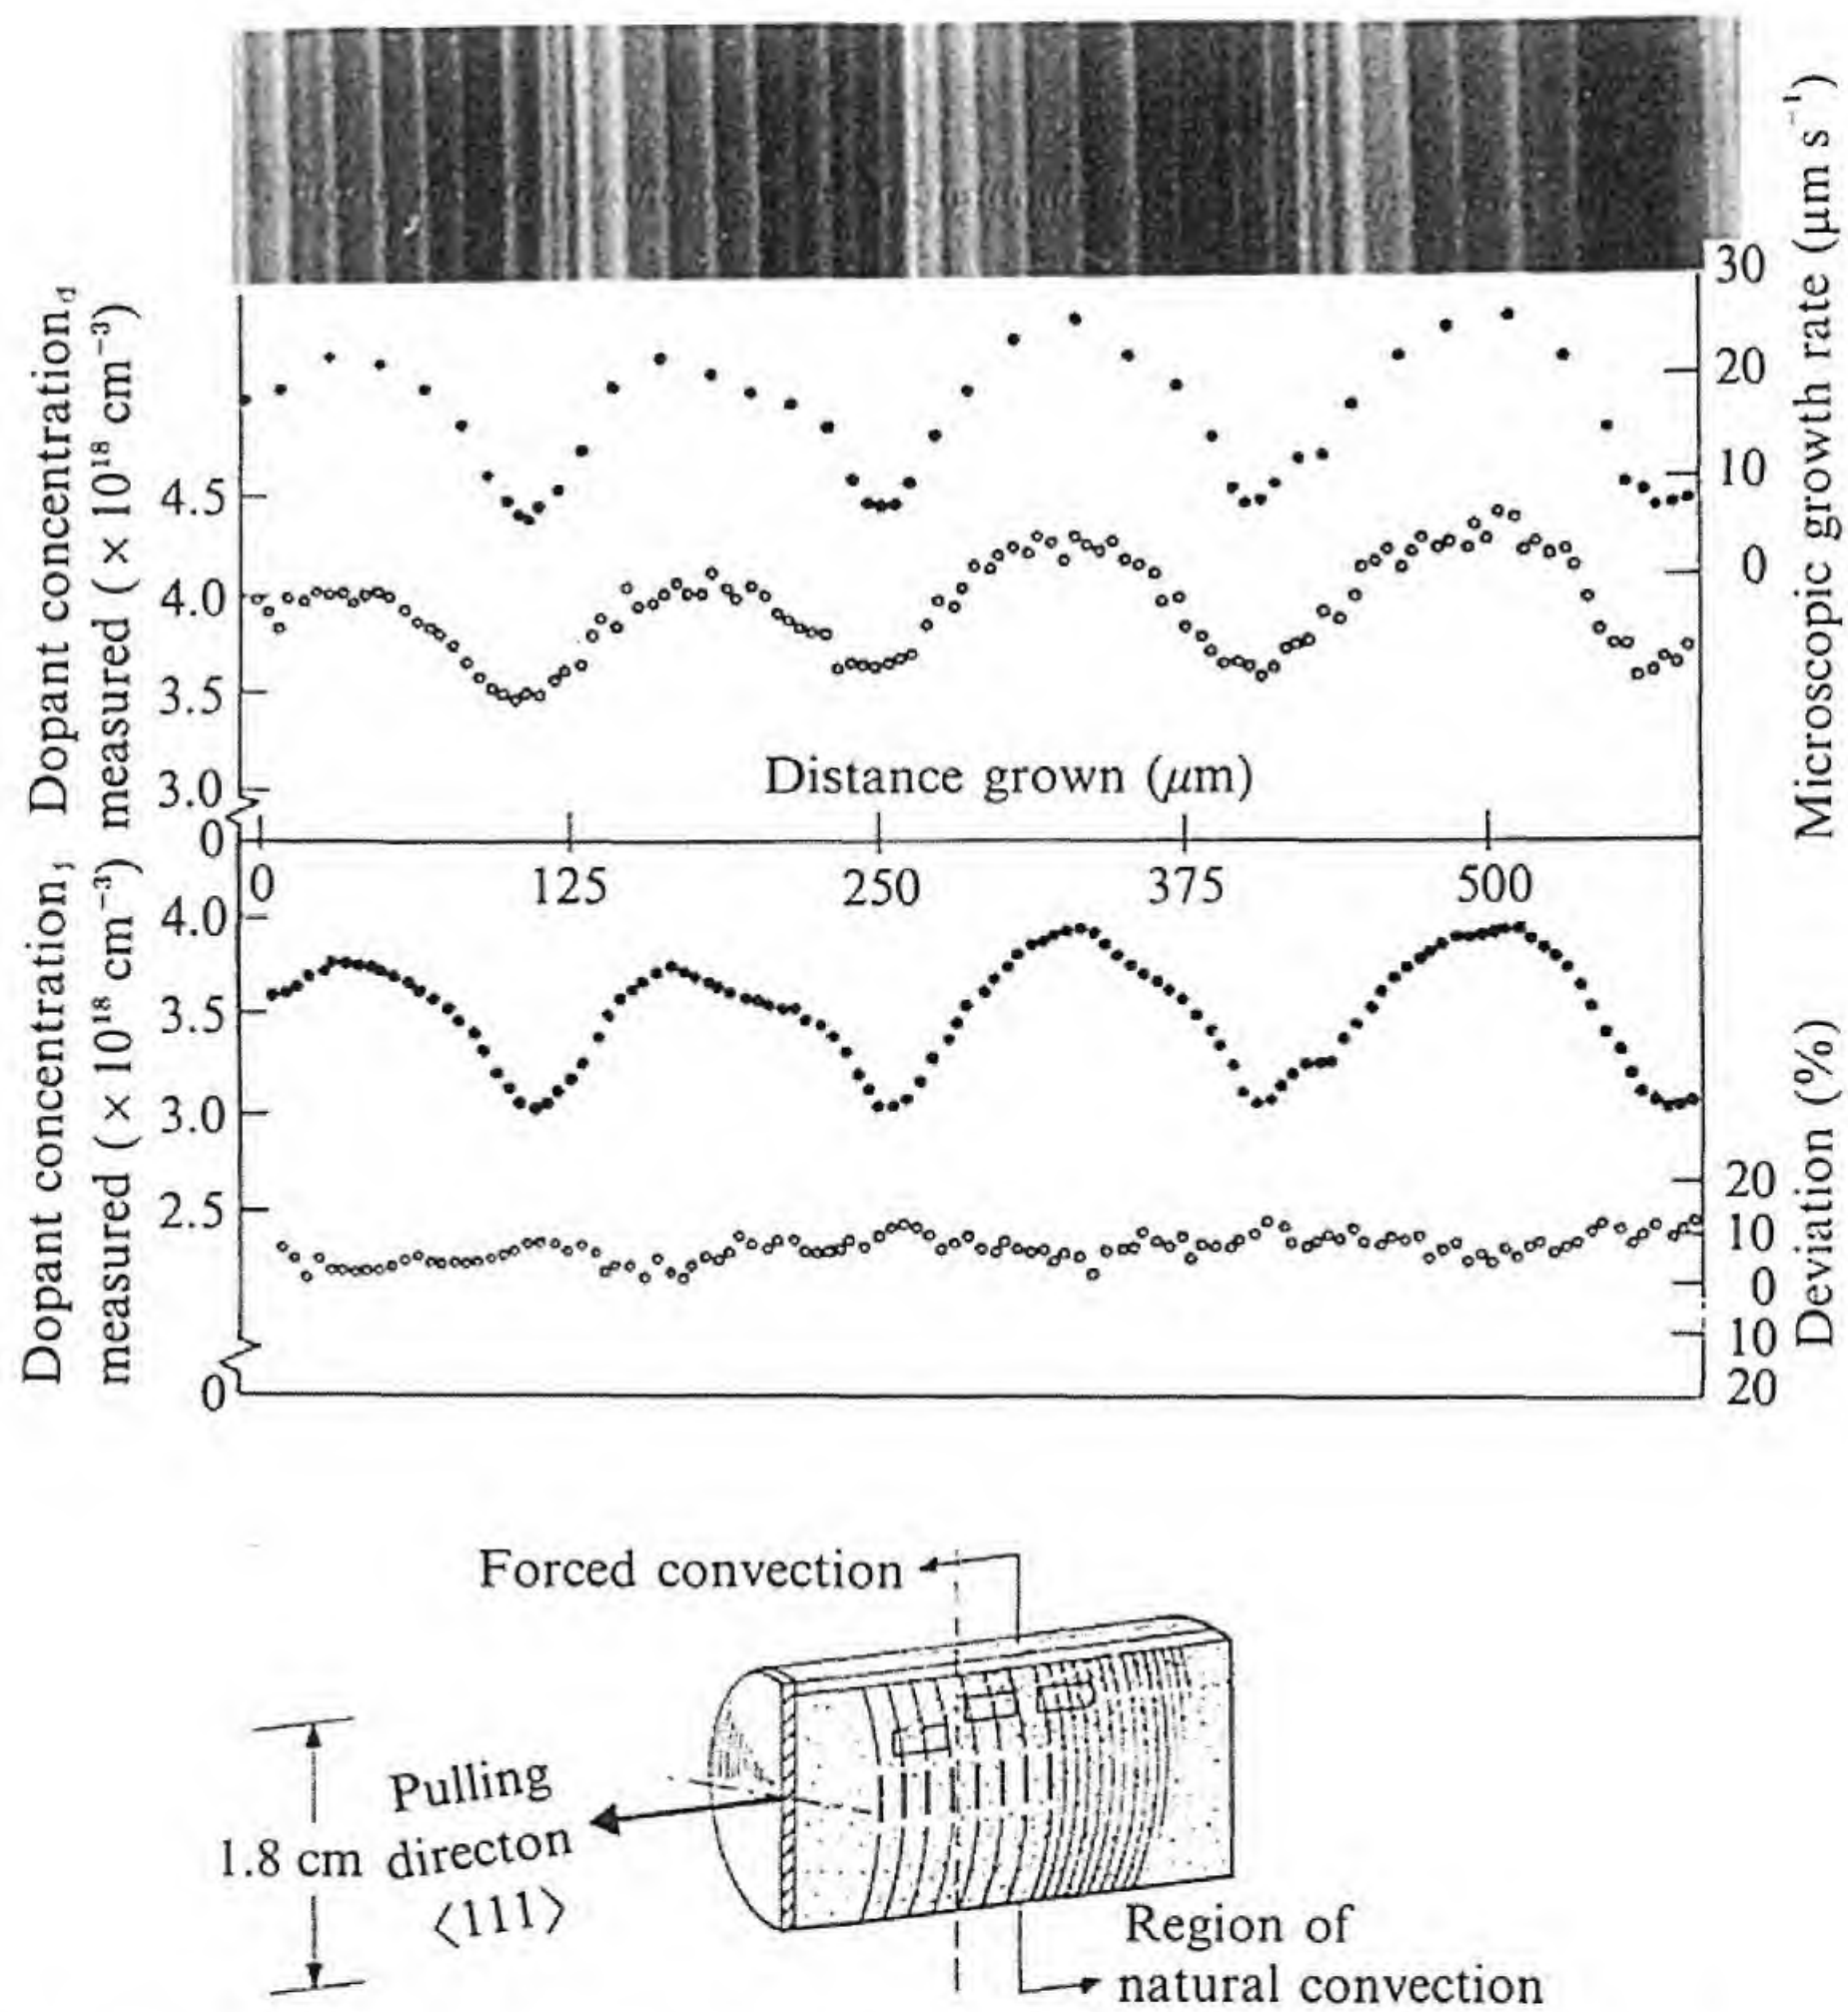 Dopant concentration,
measured ( × 10¹⁸ cm⁻³)
4.5
4.0
3.5
3.0
0
30
20
10
0
Microscopic growth rate (μm s⁻¹)
Distance grown (μm)
0 125 250 375 500
Dopant concentration,
measured ( × 10¹⁸ cm⁻³)
4.0
3.5
3.0
2.5
0
20
10
0
10
20
Deviation (%)
Forced convection
Pulling
1.8 cm directon
⟨111⟩
Region of
natural convection